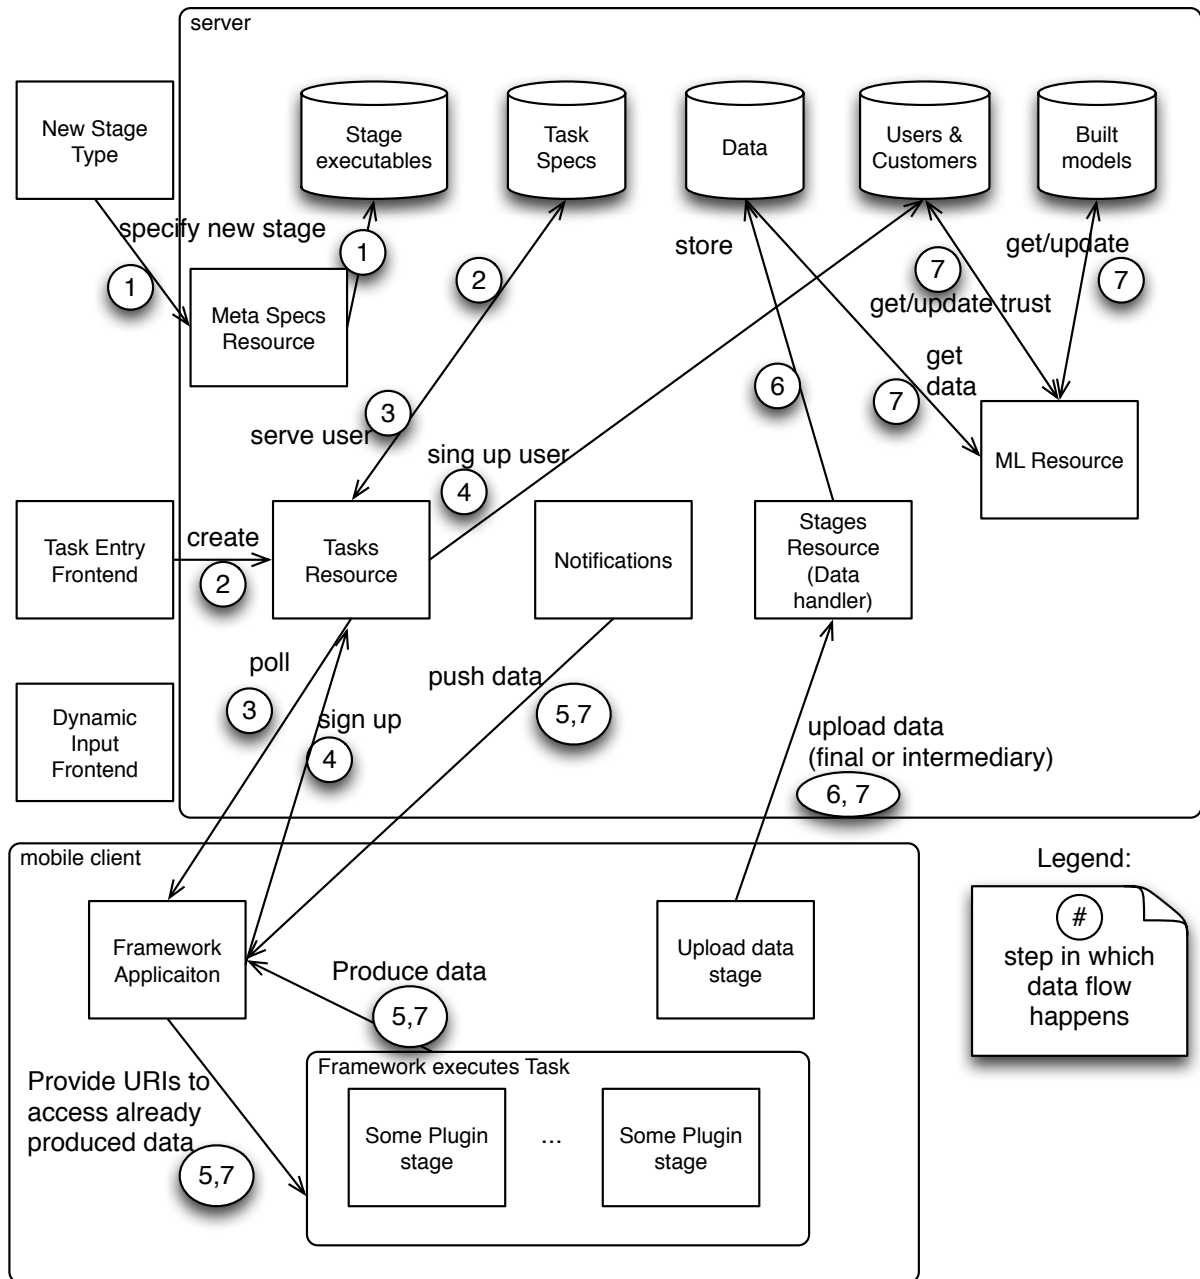 server
New Stage
Type
Stage
executables
Task
Specs
Data
Users &
Customers
Built
models
specify new stage
1
1
Meta Specs
Resource
2
store
7
get/update
7
get/update trust
6
get
data
7
3
serve user
sing up user
4
ML Resource
Task Entry
Frontend
create
2
Tasks
Resource
Notifications
Stages
Resource
(Data
handler)
poll
3
sign up
4
push data
5,7
Dynamic
Input
Frontend
upload data
(final or intermediary)
6, 7
mobile client
Framework
Applicaiton
Upload data
stage
Produce data
5,7
Provide URIs to
access already
produced data
5,7
Framework executes Task
Some Plugin
stage
...
Some Plugin
stage
Legend:
#
step in which
data flow
happens